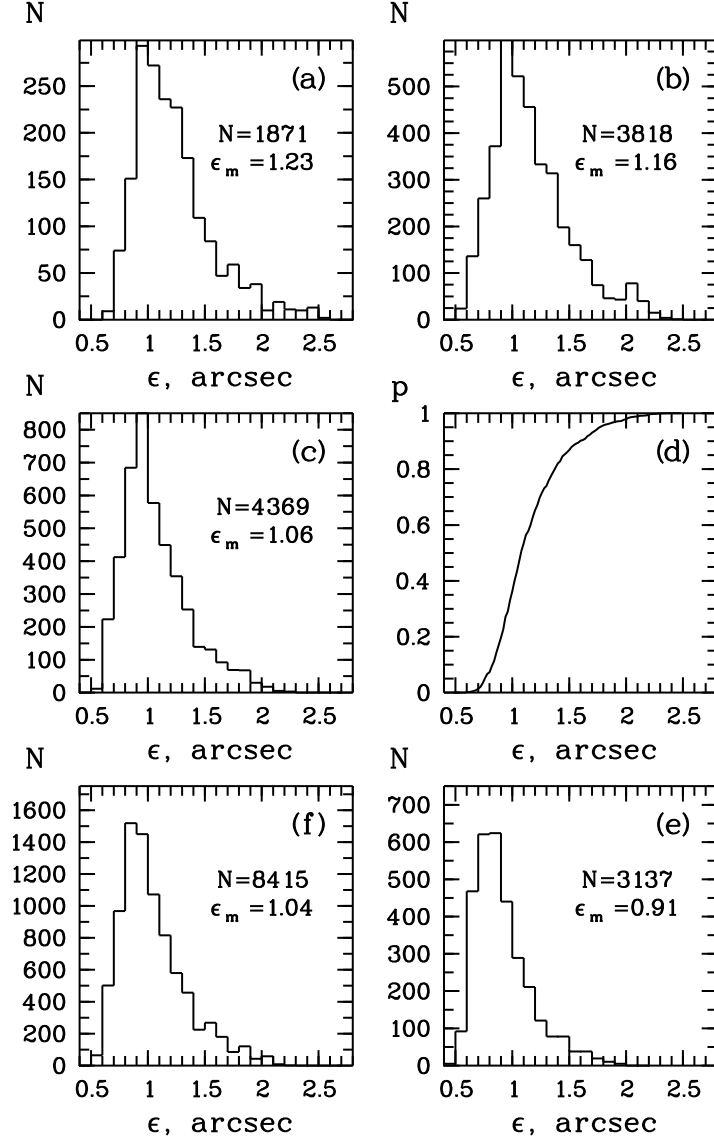 N N
300
250
200
150
100
50
0
0.5 1 1.5 2 2.5
ϵ, arcsec
(a)
N=1871
ϵm=1.23
500
400
300
200
100
0
0.5 1 1.5 2 2.5
ϵ, arcsec
(b)
N=3818
ϵm=1.16
N
800
700
600
500
400
300
200
100
0
0.5 1 1.5 2 2.5
ϵ, arcsec
(c)
N=4369
ϵm=1.06
p
1
0.8
0.6
0.4
0.2
0
0.5 1 1.5 2 2.5
ϵ, arcsec
(d)
N
1600
1400
1200
1000
800
600
400
200
0
0.5 1 1.5 2 2.5
ϵ, arcsec
(f)
N=8415
ϵm=1.04
N
700
600
500
400
300
200
100
0
0.5 1 1.5 2 2.5
ϵ, arcsec
(e)
N=3137
ϵm=0.91